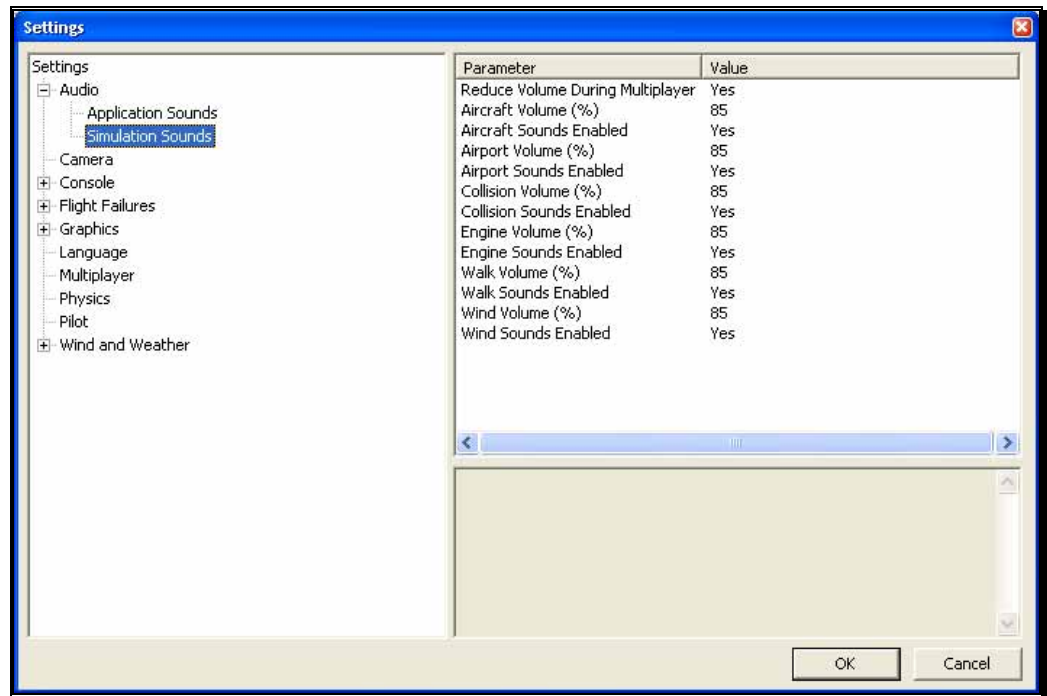 Settings
Settings
Audio
Application Sounds
Simulation Sounds
Camera
Console
Flight Failures
Graphics
Language
Multiplayer
Physics
Pilot
Wind and Weather
Parameter Value
Reduce Volume During Multiplayer Yes
Aircraft Volume (%) 85
Aircraft Sounds Enabled Yes
Airport Volume (%) 85
Airport Sounds Enabled Yes
Collision Volume (%) 85
Collision Sounds Enabled Yes
Engine Volume (%) 85
Engine Sounds Enabled Yes
Walk Volume (%) 85
Walk Sounds Enabled Yes
Wind Volume (%) 85
Wind Sounds Enabled Yes
OK Cancel